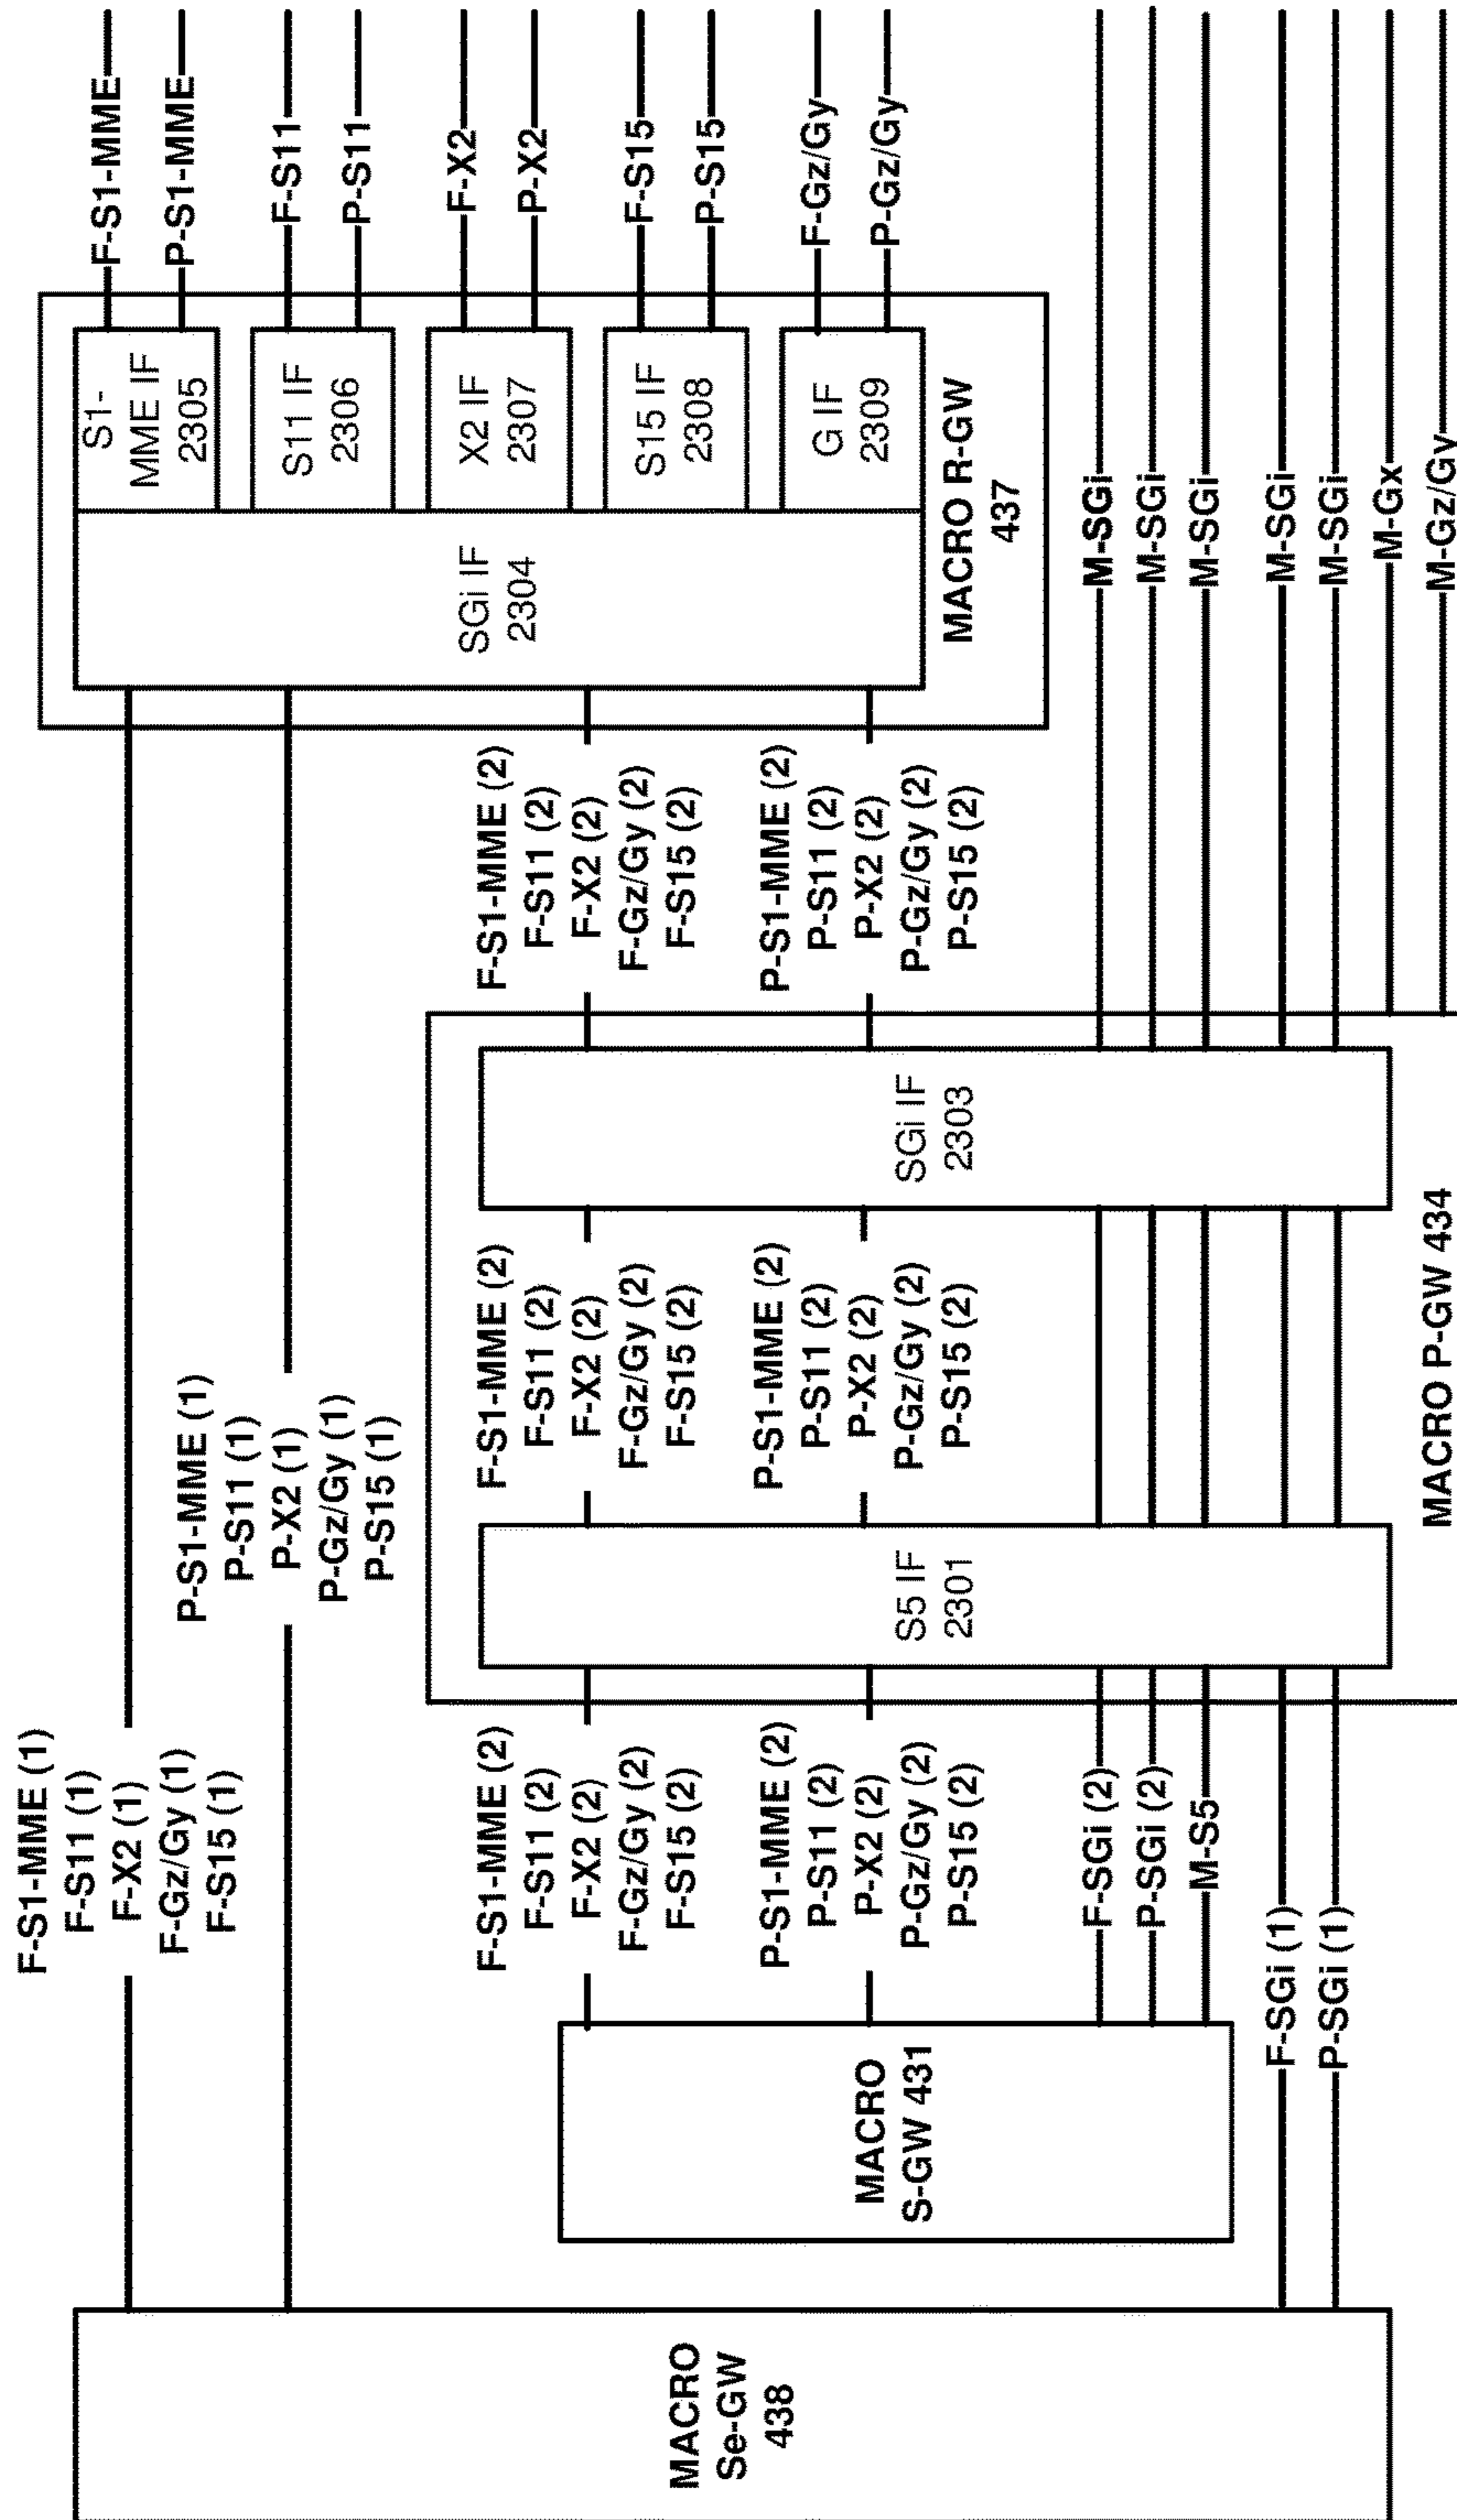 F-S1-MME (1)
F-S11 (1)
F-X2 (1)
F-Gz/Gy (1)
F-S15 (1)
P-S1-MME (1)
P-S11 (1)
P-X2 (1)
P-Gz/Gy (1)
P-S15 (1)
MACRO
Se-GW
438
MACRO
S-GW 431
F-S1-MME (2)
F-S11 (2)
F-X2 (2)
F-Gz/Gy (2)
F-S15 (2)
P-S1-MME (2)
P-S11 (2)
P-X2 (2)
P-Gz/Gy (2)
P-S15 (2)
F-SGi (2)
P-SGi (2)
M-S5
F-SGi (1)
P-SGi (1)
S5 IF
2301
F-S1-MME (2)
F-S11 (2)
F-X2 (2)
F-Gz/Gy (2)
F-S15 (2)
P-S1-MME (2)
P-S11 (2)
P-X2 (2)
P-Gz/Gy (2)
P-S15 (2)
SGi IF
2303
MACRO P-GW 434
F-S1-MME (2)
F-S11 (2)
F-X2 (2)
F-Gz/Gy (2)
F-S15 (2)
P-S1-MME (2)
P-S11 (2)
P-X2 (2)
P-Gz/Gy (2)
P-S15 (2)
SGi IF
2304
S1-
MME IF
2305
S11 IF
2306
X2 IF
2307
S15 IF
2308
G IF
2309
MACRO R-GW
437
F-S1-MME
P-S1-MME
F-S11
P-S11
F-X2
P-X2
F-S15
P-S15
F-Gz/Gy
P-Gz/Gy
M-SGi
M-SGi
M-SGi
M-SGi
M-SGi
M-Gx
M-Gz/Gy